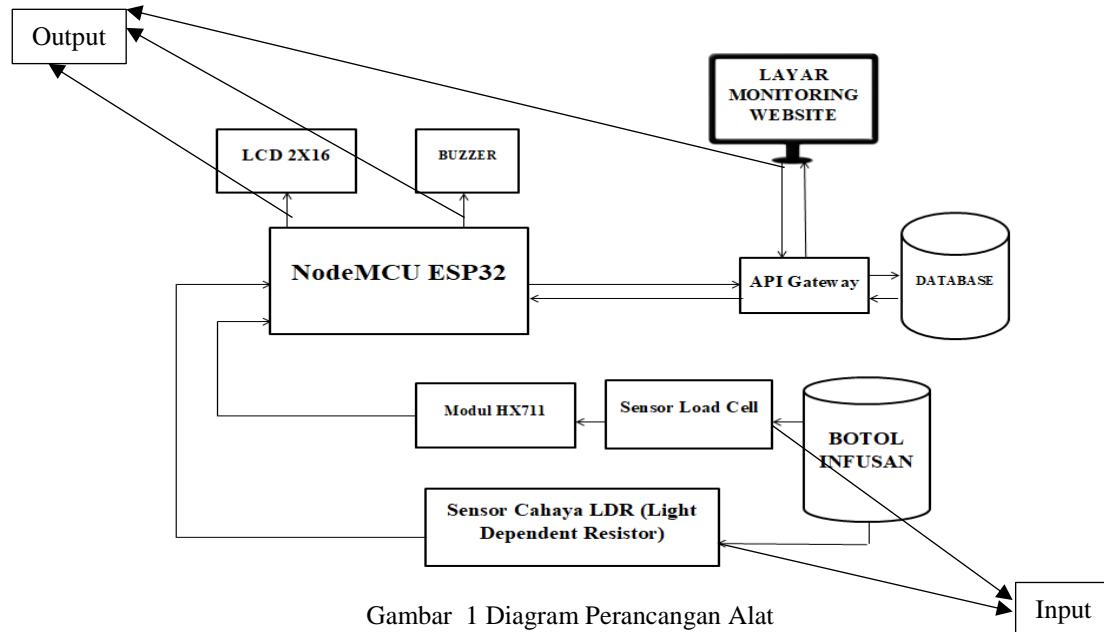 Output
LAYAR
MONITORING
WEBSITE
LCD 2X16
BUZZER
NodeMCU ESP32
API Gateway
DATABASE
Modul HX711
Sensor Load Cell
BOTOL
INFUSAN
Sensor Cahaya LDR (Light
Dependent Resistor)
Input
Gambar 1 Diagram Perancangan Alat